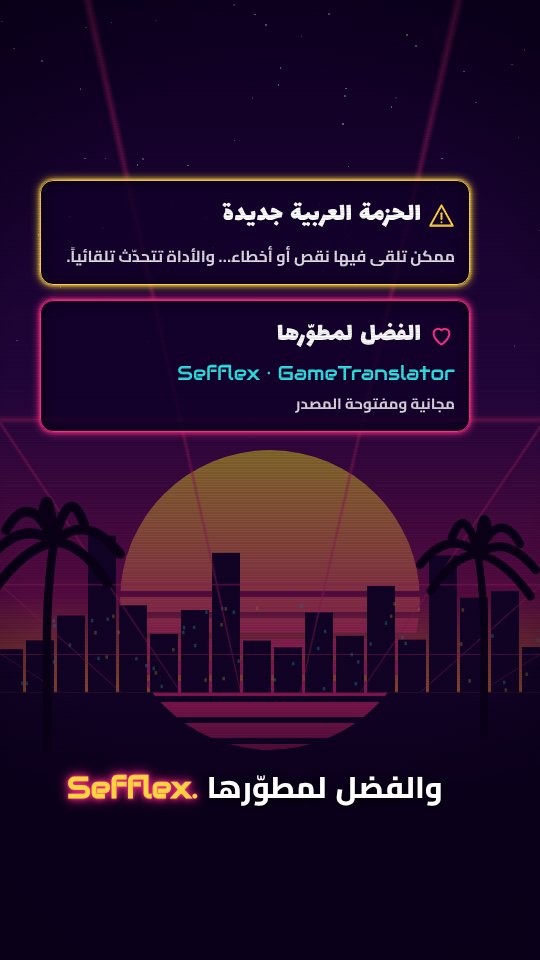 الحزمة العربية جديدة
ممكن تلقى فيها نقص أو أخطاء... والأداة تتحدّث تلقائياً.
الفضل لمطوّرها
Sefflex · GameTranslator
مجانية ومفتوحة المصدر
والفضل لمطوّرها Sefflex.